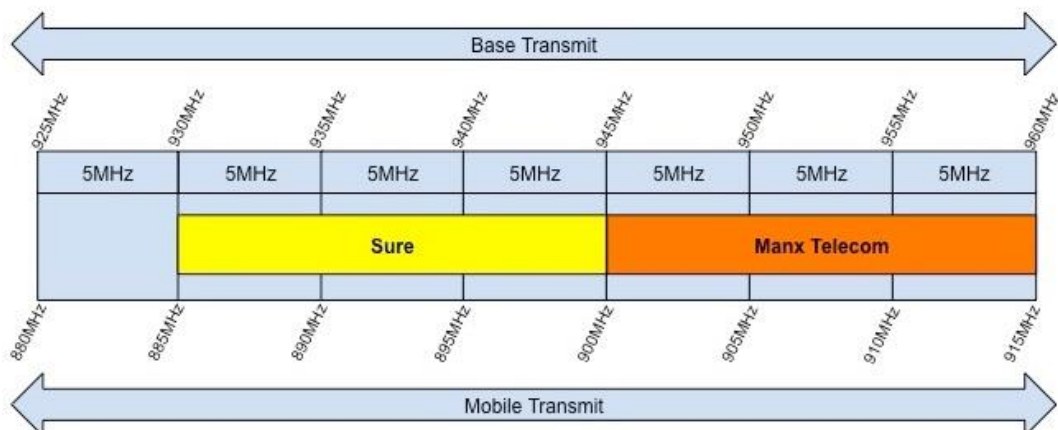 Base Transmit
925MHz 930MHz 935MHz 940MHz 945MHz 950MHz 955MHz 960MHz
5MHz 5MHz 5MHz 5MHz 5MHz 5MHz 5MHz
Sure Manx Telecom
880MHz 885MHz 890MHz 895MHz 900MHz 905MHz 910MHz 915MHz
Mobile Transmit